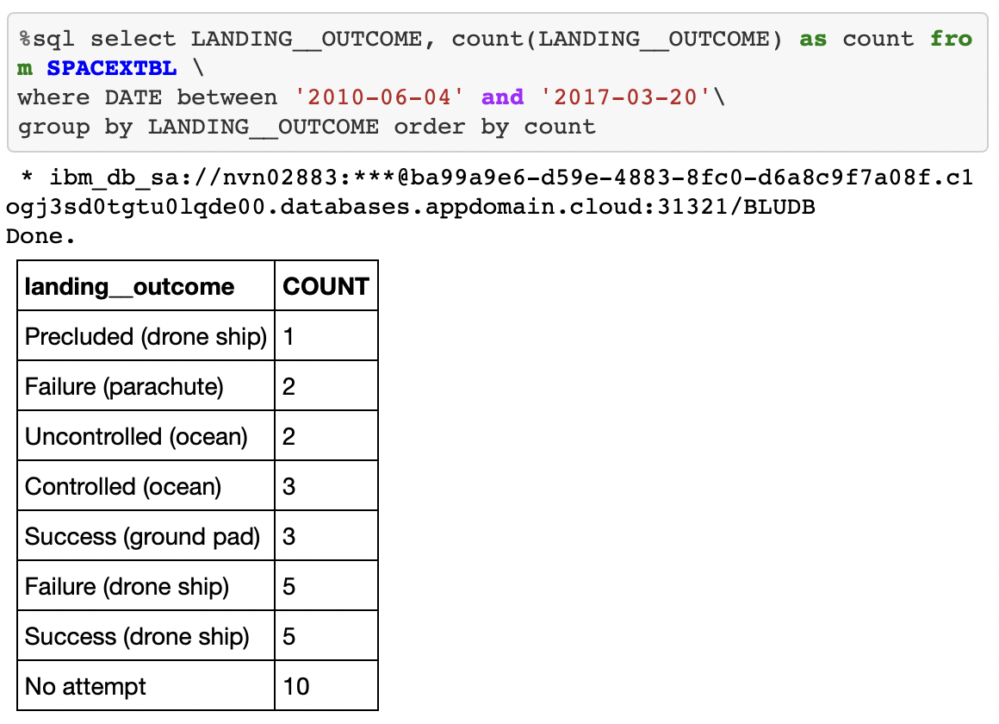 %sql select LANDING__OUTCOME, count(LANDING__OUTCOME) as count fro
m SPACEXTBL \
where DATE between '2010-06-04' and '2017-03-20'\
group by LANDING__OUTCOME order by count
* ibm_db_sa://nvn02883:***@ba99a9e6-d59e-4883-8fc0-d6a8c9f7a08f.c1
ogj3sd0tgtu0lqde00.databases.appdomain.cloud:31321/BLUDB
Done.
landing__outcome COUNT
Precluded (drone ship) 1
Failure (parachute) 2
Uncontrolled (ocean) 2
Controlled (ocean) 3
Success (ground pad) 3
Failure (drone ship) 5
Success (drone ship) 5
No attempt 10